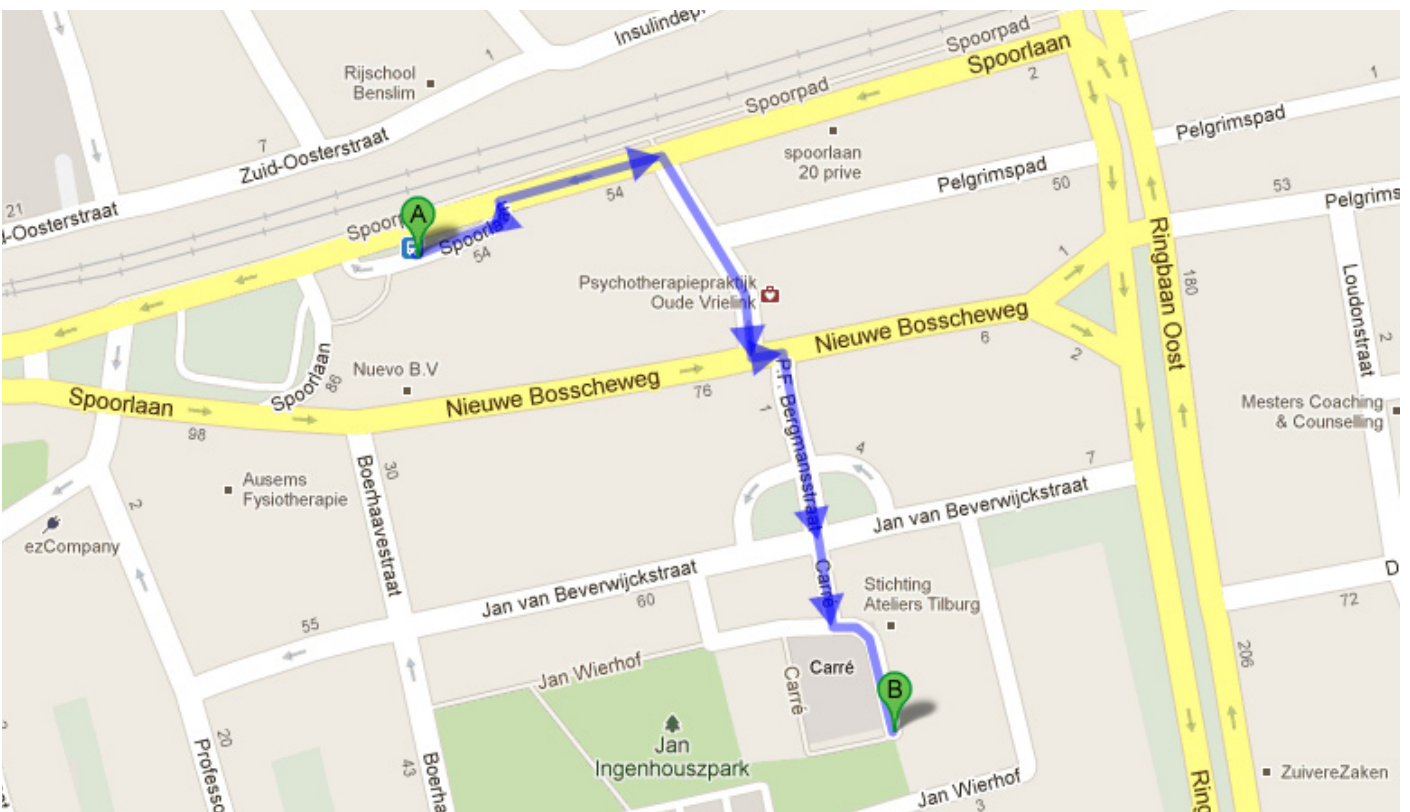 Insulindep
Spoorpad
Spoorlaan
2
1
Rijschool
Benslim
1
Spoorpad
Pelgrimspad
7
Zuid-Oosterstraat
spoorlaan
20 prive
Pelgrimspad
50
53
Pelgrims
21
d-Oosterstraat
54
A
Spoorp
Spoorlaan
54
Ringbaan Oost
180
1
Loudonstraat
2
Psychotherapiepraktijk
Oude Vrielink
Nieuwe Bosscheweg
6
2
Spoorlaan
86
Nuevo B.V
Nieuwe Bosscheweg
76
Spoorlaan
98
P.F. Bergmansstraat
1
Mesters Coaching
& Counselling
4
7
Boerhaavestraat
30
Ausems
Fysiotherapie
2
Jan van Beverwijckstraat
ezCompany
Jan van Beverwijckstraat
60
55
Carré
Stichting
Ateliers Tilburg
D
72
206
Jan Wierhof
Carré
Carré
B
20
Professo
43
Boerha
Jan
Ingenhouszpark
Jan Wierhof
3
Ring
ZuivereZaken